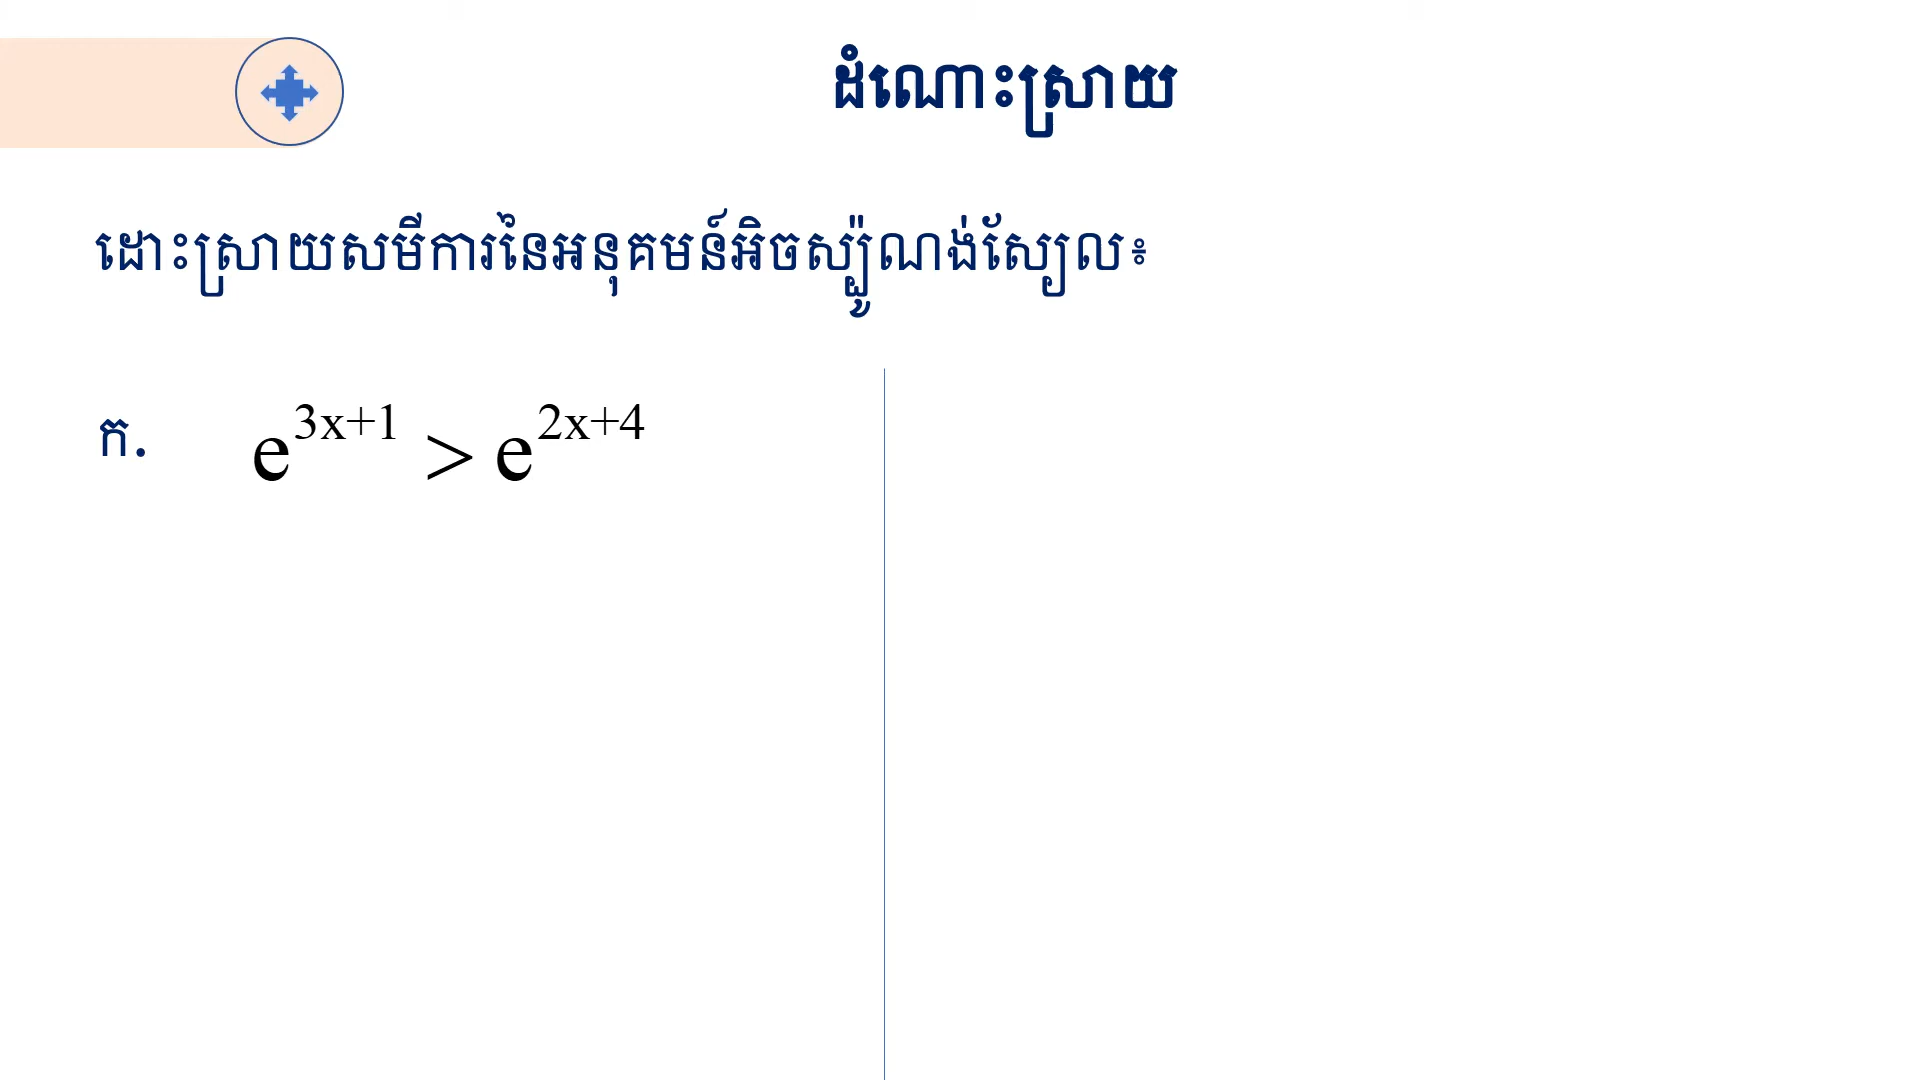 ដំណោះស្រាយ
ដោះស្រាយសមីការនៃអនុគមន៍អិចស្ប៉ូណង់ស្យែល៖
ក. e^{3x+1} > e^{2x+4}